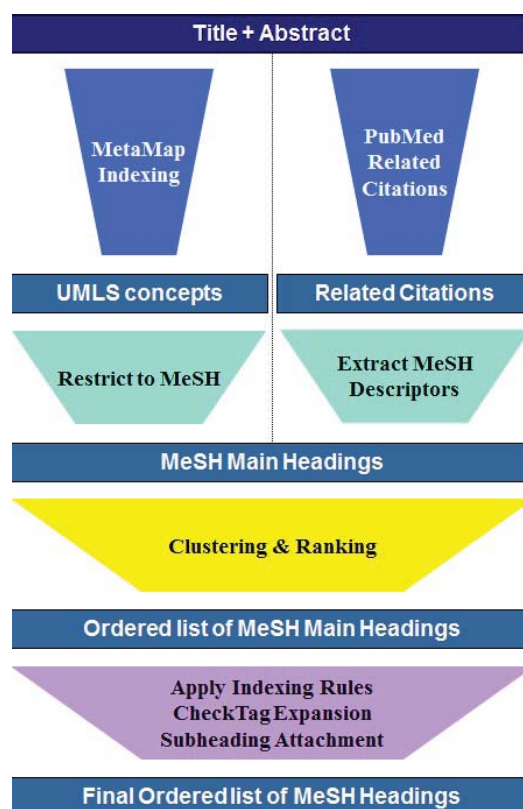 Title + Abstract
MetaMap
Indexing
PubMed
Related
Citations
UMLS concepts
Related Citations
Restrict to MeSH
Extract MeSH
Descriptors
MeSH Main Headings
Clustering & Ranking
Ordered list of MeSH Main Headings
Apply Indexing Rules
CheckTag Expansion
Subheading Attachment
Final Ordered list of MeSH Headings